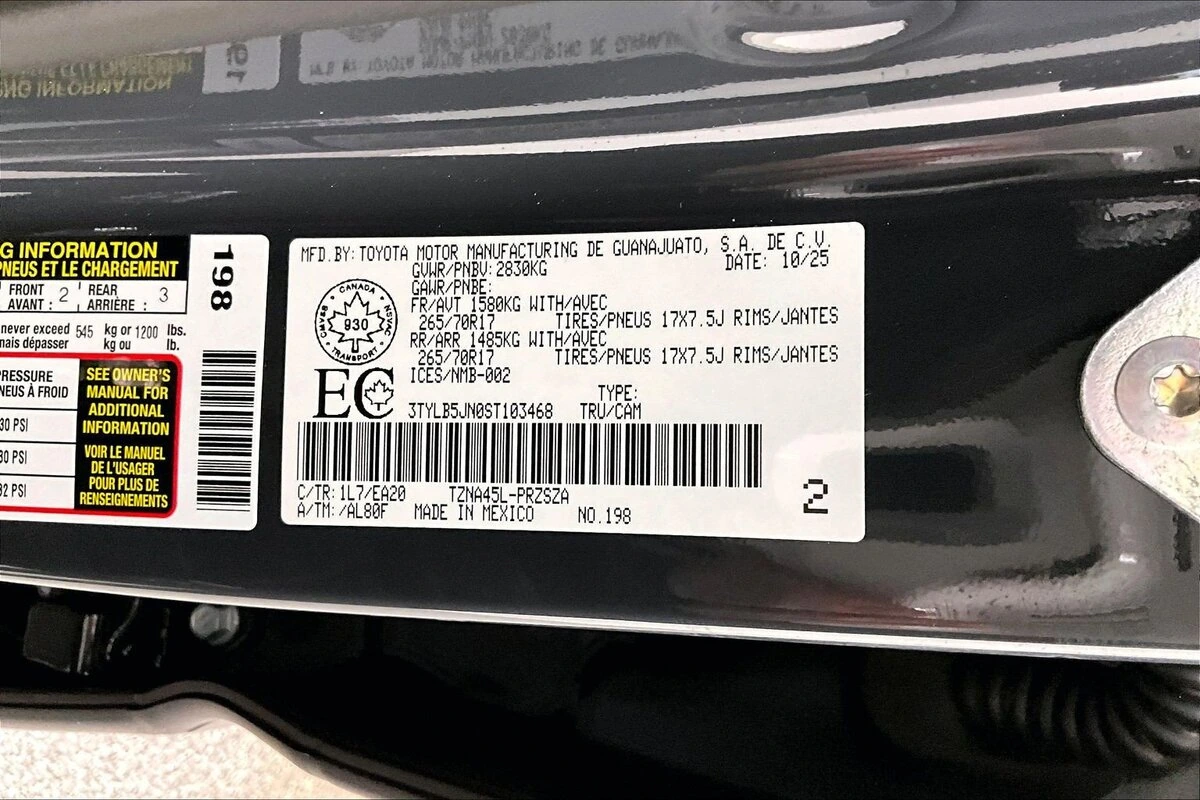 G INFORMATION
PNEUS ET LE CHARGEMENT
FRONT AVANT : 2 REAR ARRIÈRE : 3
never exceed 545 kg or 1200 lbs.
mais dépasser kg ou lb.
PRESSURE
NEUS À FROID
30 PSI
30 PSI
32 PSI
SEE OWNER'S
MANUAL FOR
ADDITIONAL
INFORMATION
VOIR LE MANUEL
DE L'USAGER
POUR PLUS DE
RENSEIGNEMENTS
198
MFD.BY:TOYOTA MOTOR MANUFACTURING DE GUANAJUATO, S.A. DE C.V.
GVWR/PNBV:2830KG DATE: 10/25
GAWR/PNBE:
FR/AVT 1580KG WITH/AVEC
265/70R17 TIRES/PNEUS 17X7.5J RIMS/JANTES
RR/ARR 1485KG WITH/AVEC
265/70R17 TIRES/PNEUS 17X7.5J RIMS/JANTES
ICES/NMB-002
CANADA
930
TRANSPORT
EC
TYPE:
3TYLB5JN0ST103468 TRU/CAM
C/TR:1L7/EA20 TZNA45L-PRZSZA
A/TM:/AL80F MADE IN MEXICO NO.198
2